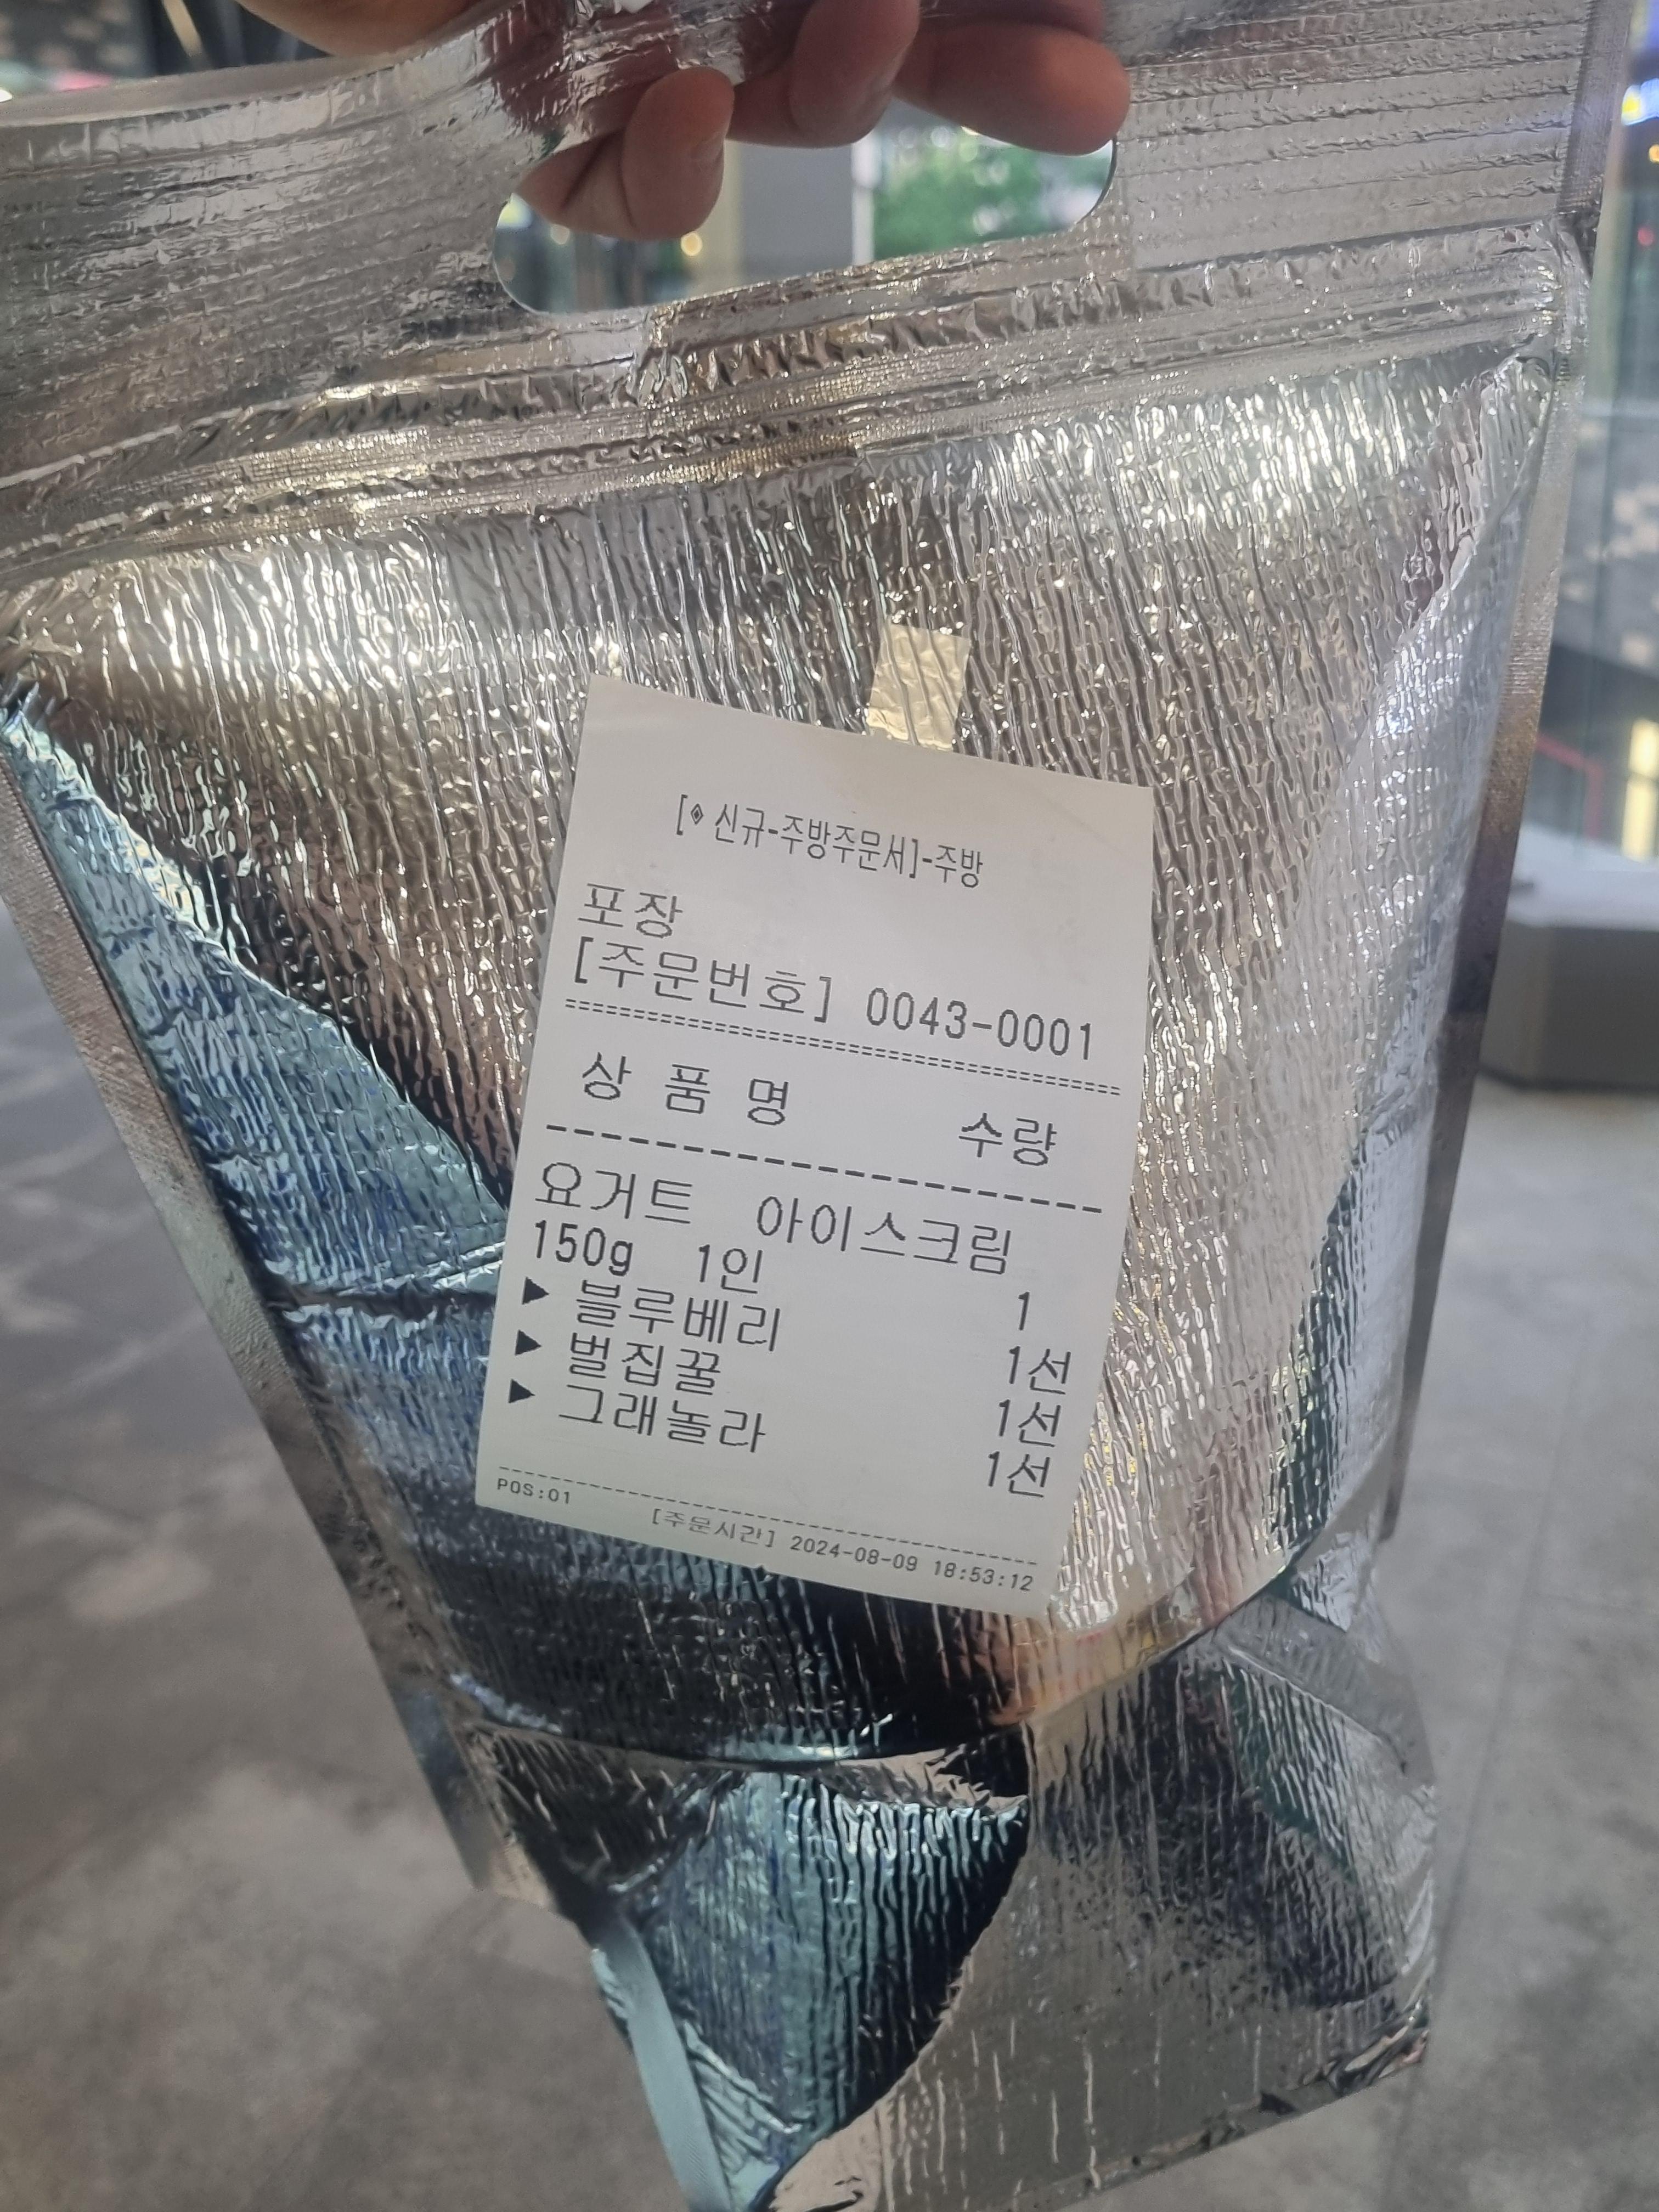 [◈ 신규-주방주문서]-주방
포장
[주문번호] 0043-0001
상 품 명 수량
요거트 아이스크림
150g 1인 1
▶ 블루베리 1선
▶ 벌집꿀 1선
▶ 그래놀라 1선
POS:01
[주문시간] 2024-08-09 18:53:12